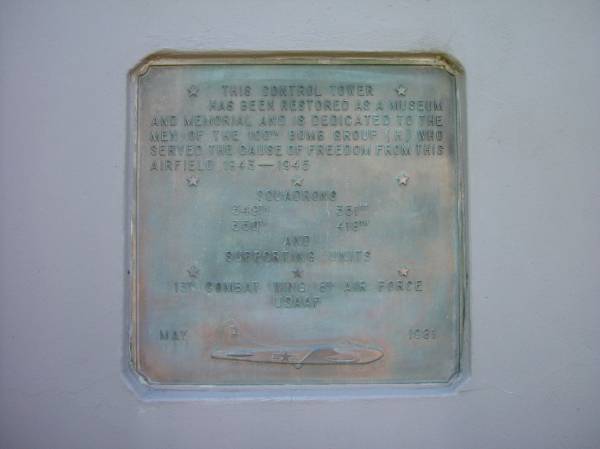 THIS CONTROL TOWER
HAS BEEN RESTORED AS A MUSEUM
AND MEMORIAL AND IS DEDICATED TO THE
MEN OF THE 100TH BOMB GROUP (H) WHO
SERVED THE CAUSE OF FREEDOM FROM THIS
AIRFIELD 1943—1945
SQUADRONS
349TH 351ST
350TH 418TH
AND
SUPPORTING UNITS
13TH COMBAT WING 8TH AIR FORCE
USAAF
MAY 1981